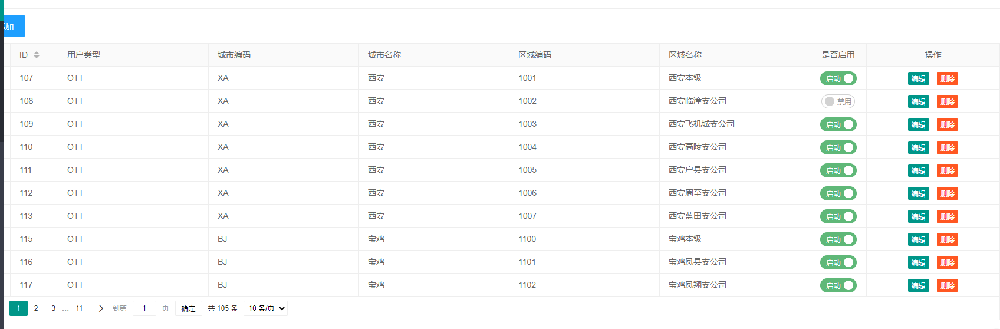 加
ID 用户类型 城市编码 城市名称 区域编码 区域名称 是否启用 操作
107 OTT XA 西安 1001 西安本级 启动 编辑 删除
108 OTT XA 西安 1002 西安临潼支公司 禁用 编辑 删除
109 OTT XA 西安 1003 西安飞机城支公司 启动 编辑 删除
110 OTT XA 西安 1004 西安高陵支公司 启动 编辑 删除
111 OTT XA 西安 1005 西安户县支公司 启动 编辑 删除
112 OTT XA 西安 1006 西安周至支公司 启动 编辑 删除
113 OTT XA 西安 1007 西安蓝田支公司 启动 编辑 删除
115 OTT BJ 宝鸡 1100 宝鸡本级 启动 编辑 删除
116 OTT BJ 宝鸡 1101 宝鸡凤县支公司 启动 编辑 删除
117 OTT BJ 宝鸡 1102 宝鸡凤翔支公司 启动 编辑 删除
1 2 3 … 11 到第 1 页 确定 共 105 条 10 条/页